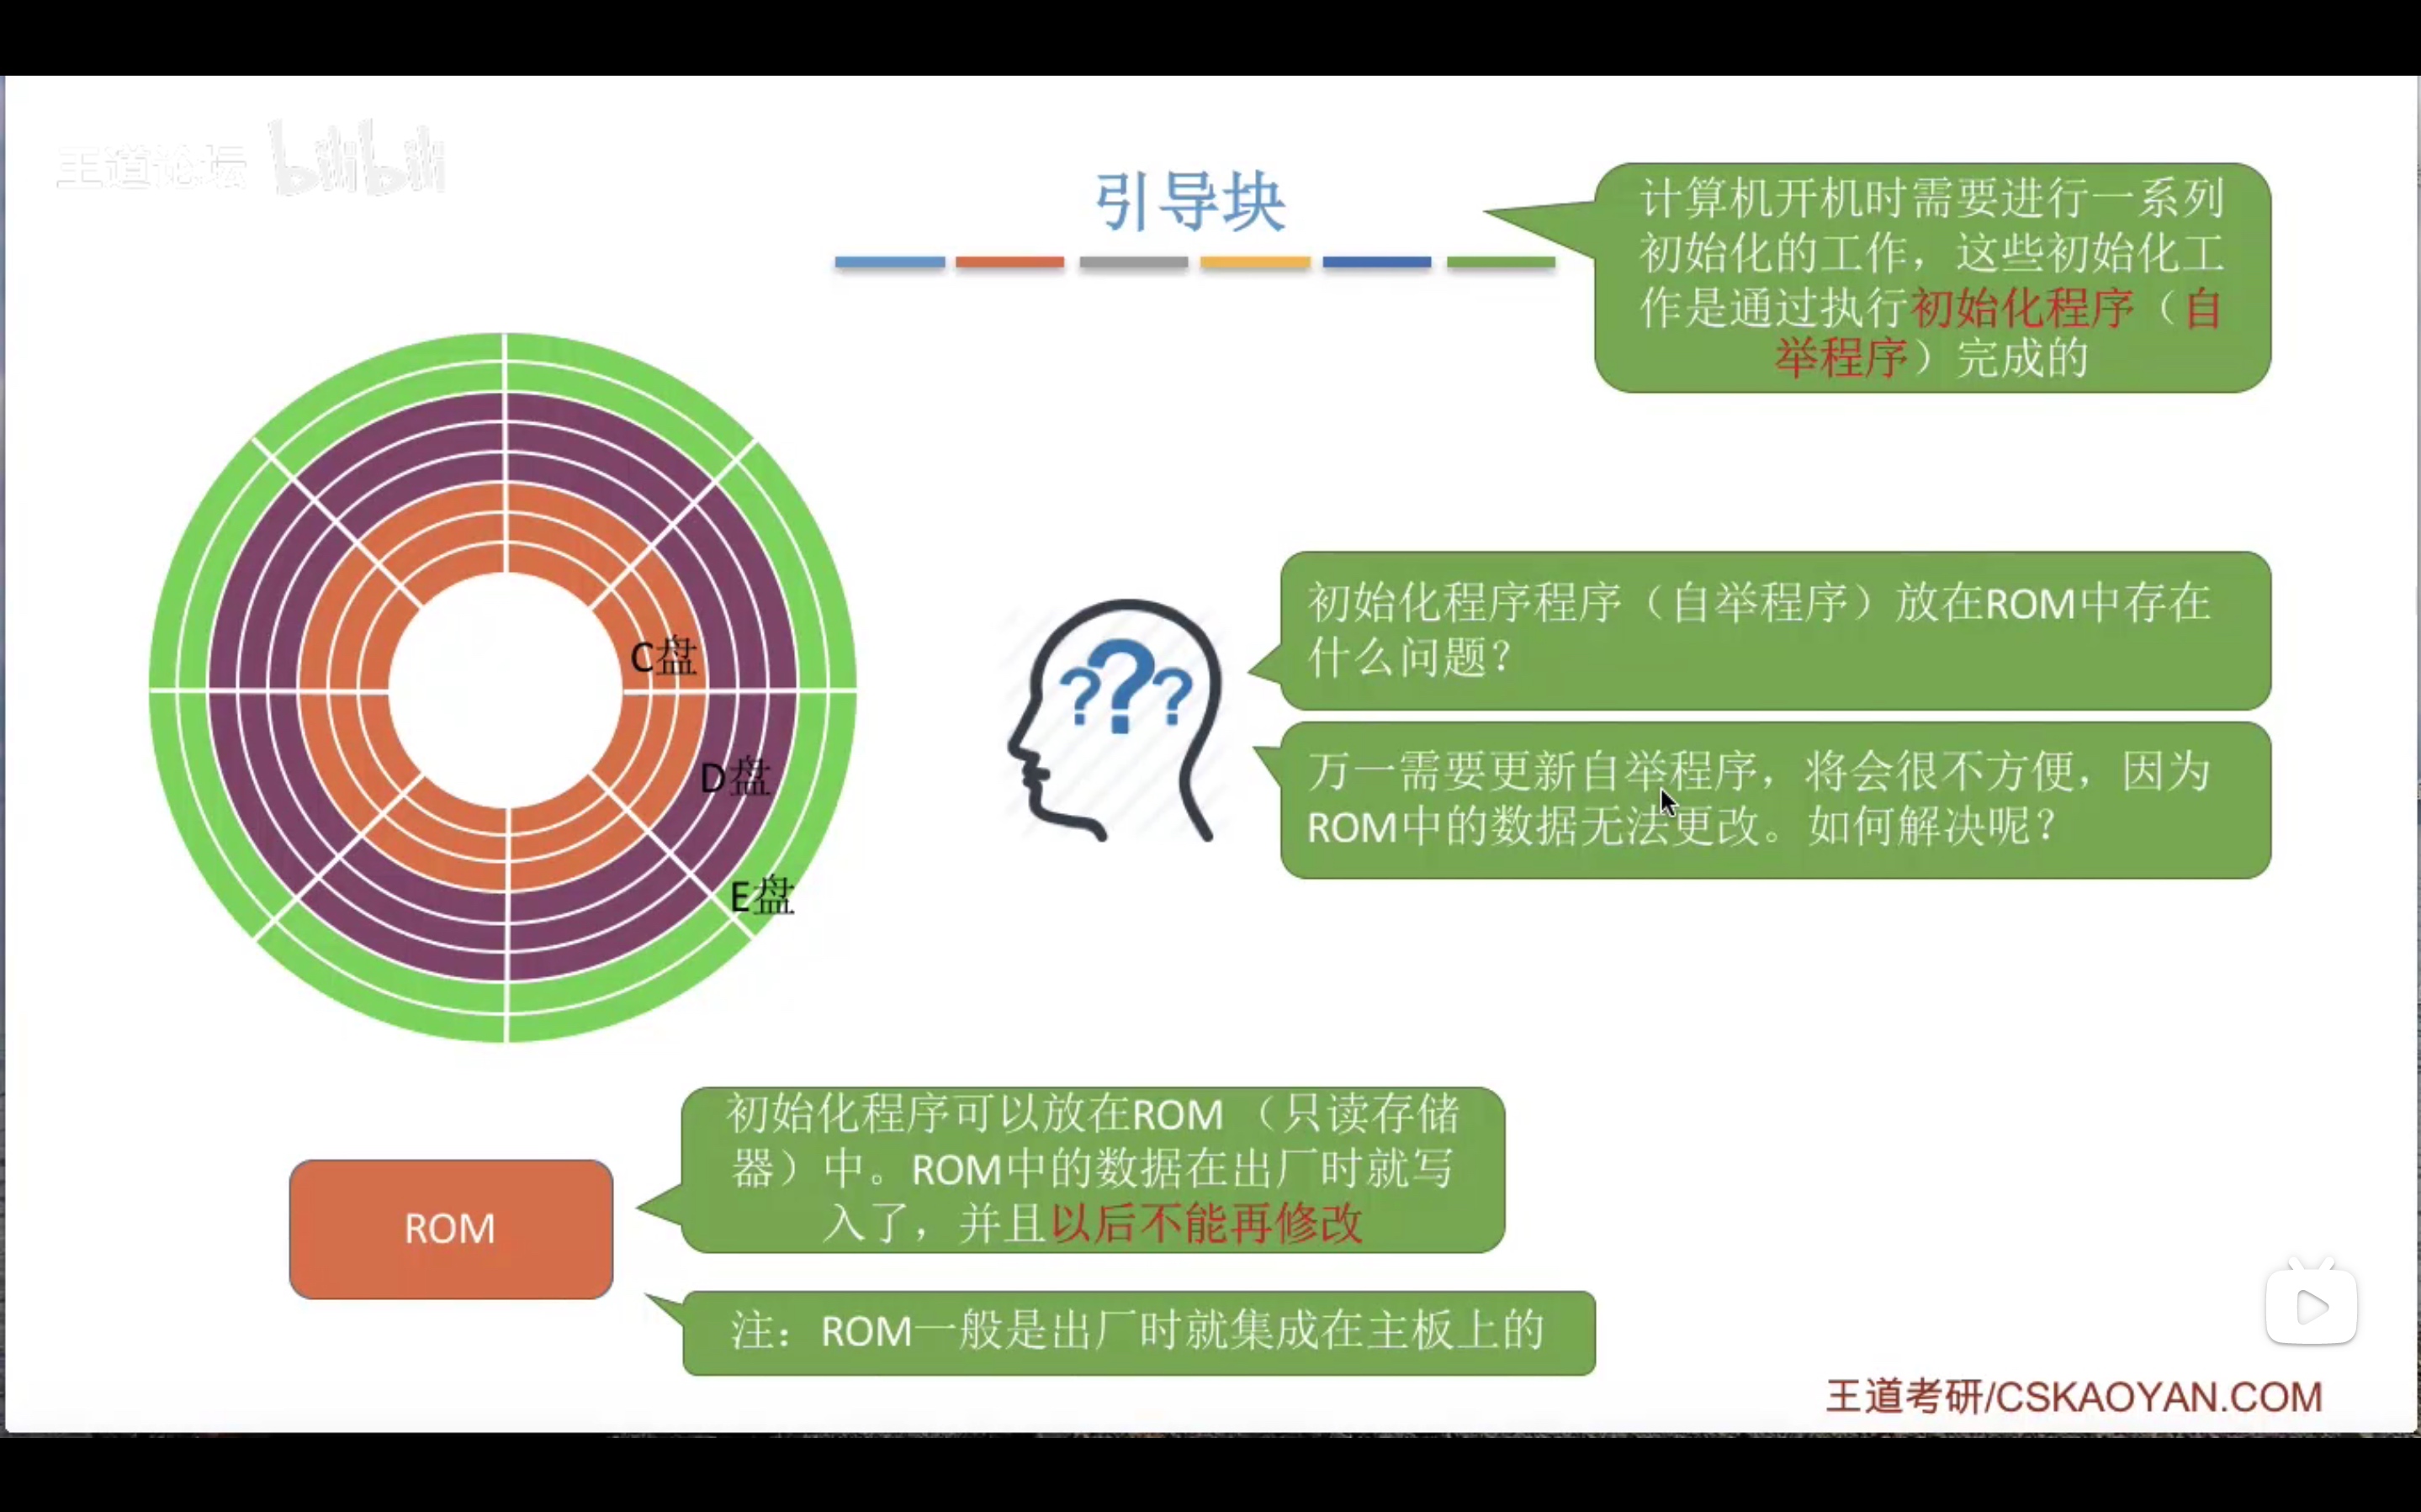 王道论坛 bilibili
引导块
计算机开机时需要进行一系列
初始化的工作，这些初始化工
作是通过执行初始化程序（自
举程序）完成的
C盘
D盘
E盘
???
初始化程序程序（自举程序）放在ROM中存在
什么问题？
万一需要更新自举程序，将会很不方便，因为
ROM中的数据无法更改。如何解决呢？
ROM
初始化程序可以放在ROM （只读存储
器）中。ROM中的数据在出厂时就写
入了，并且以后不能再修改
注：ROM一般是出厂时就集成在主板上的
王道考研/CSKAOYAN.COM